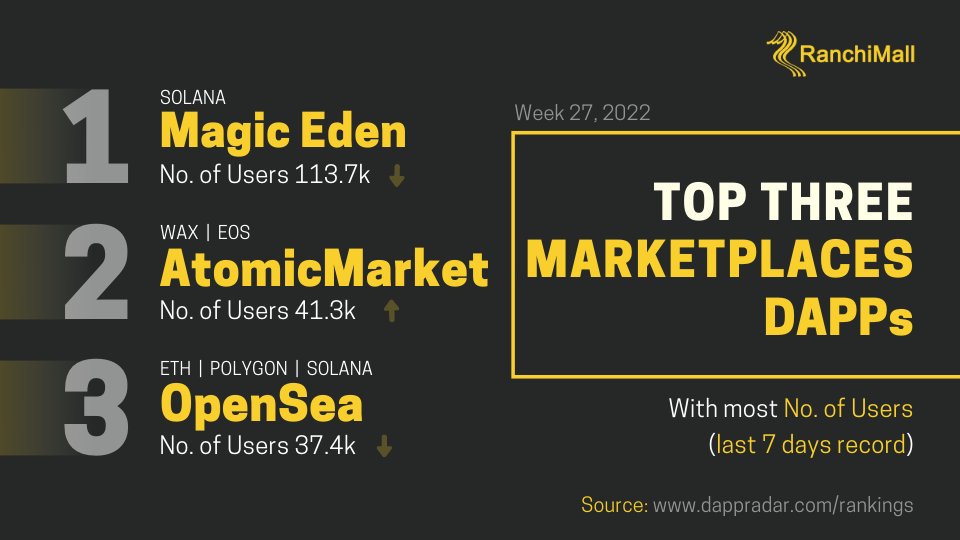 RanchiMall
1
SOLANA
Magic Eden
No. of Users 113.7k
2
WAX | EOS
AtomicMarket
No. of Users 41.3k
3
ETH | POLYGON | SOLANA
OpenSea
No. of Users 37.4k
Week 27, 2022
TOP THREE
MARKETPLACES
DAPPs
With most No. of Users
(last 7 days record)
Source: www.dappradar.com/rankings